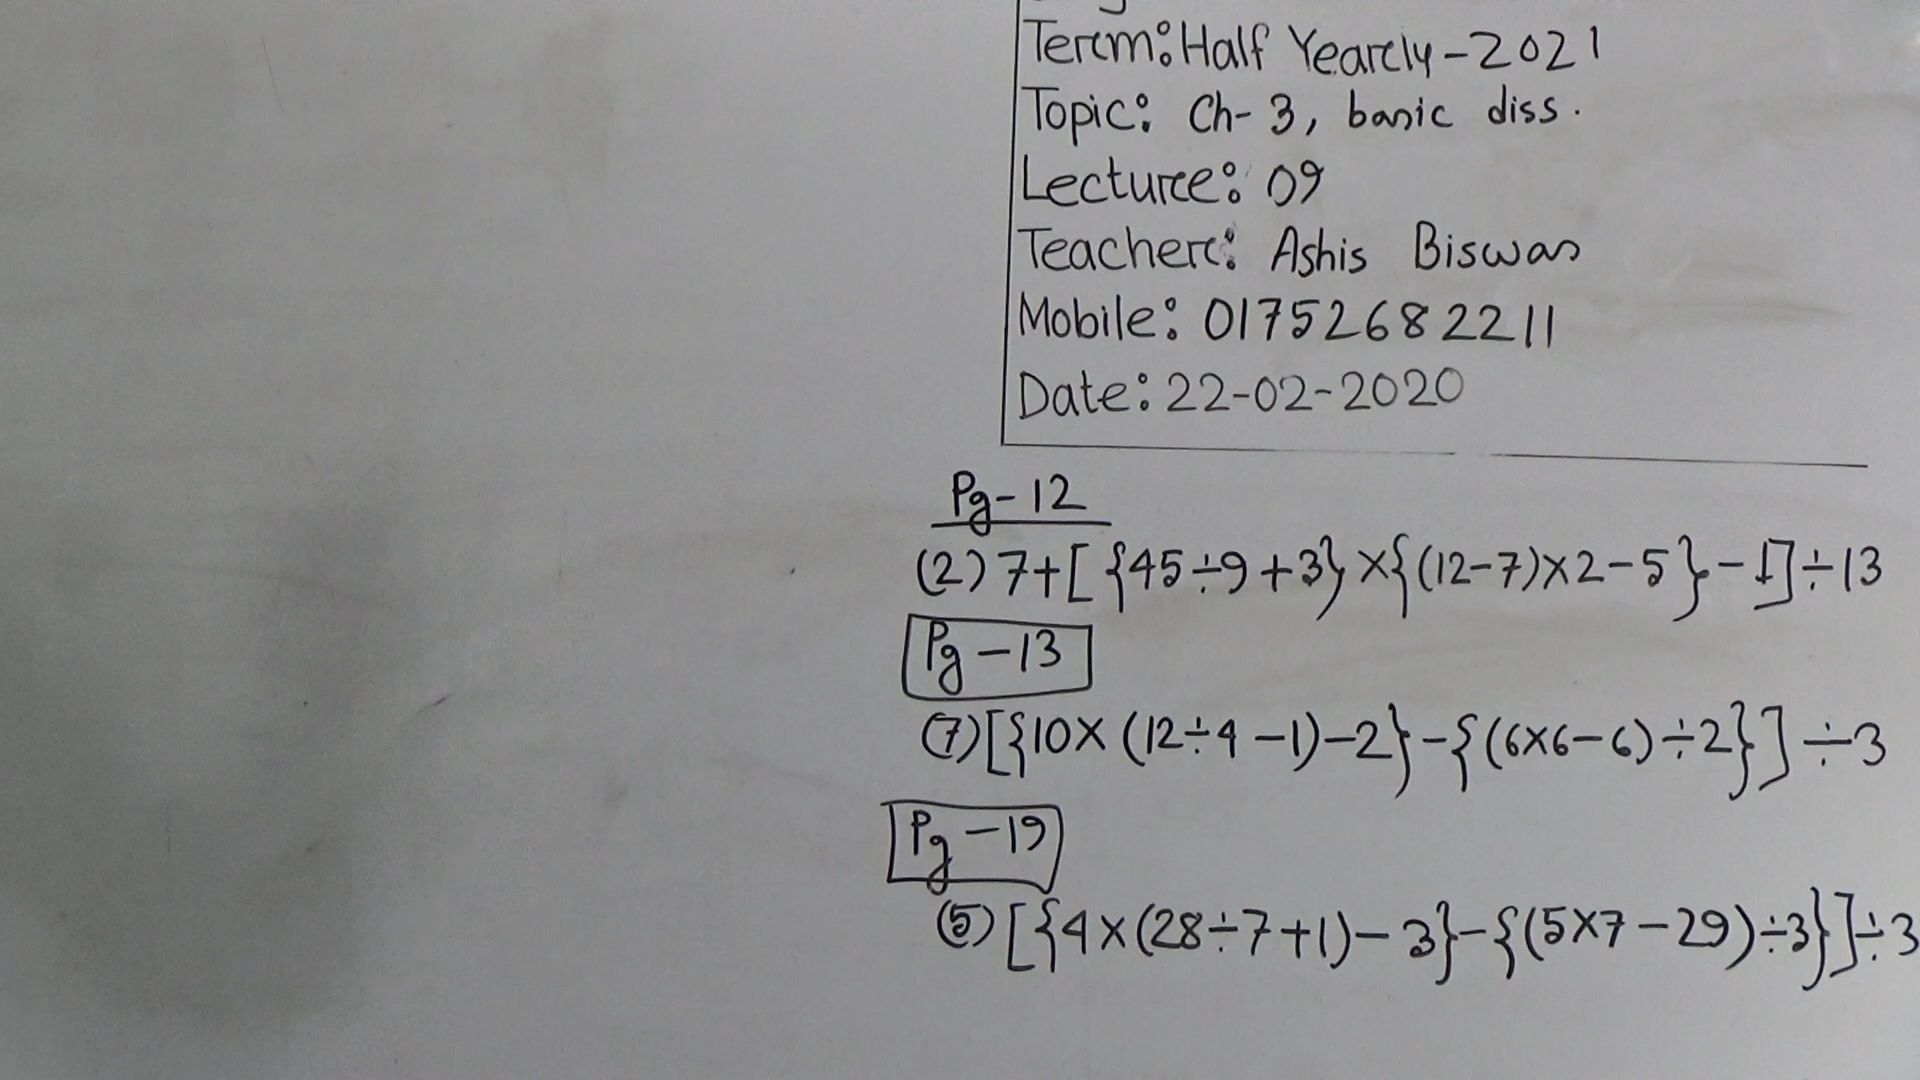 Term: Half Yearly-2021
Topic: Ch-3, basic diss.
Lecture: 09
Teacher: Ashis Biswas
Mobile: 01752682211
Date: 22-02-2020
Pg-12
(2) 7+[{45÷9+3}×{(12-7)×2-5}-1]÷13
Pg-13
(7) [{10×(12÷4-1)-2}-{(6×6-6)÷2}]÷3
Pg-19
(5) [{4×(28÷7+1)-3}-{(5×7-29)÷3}]÷3